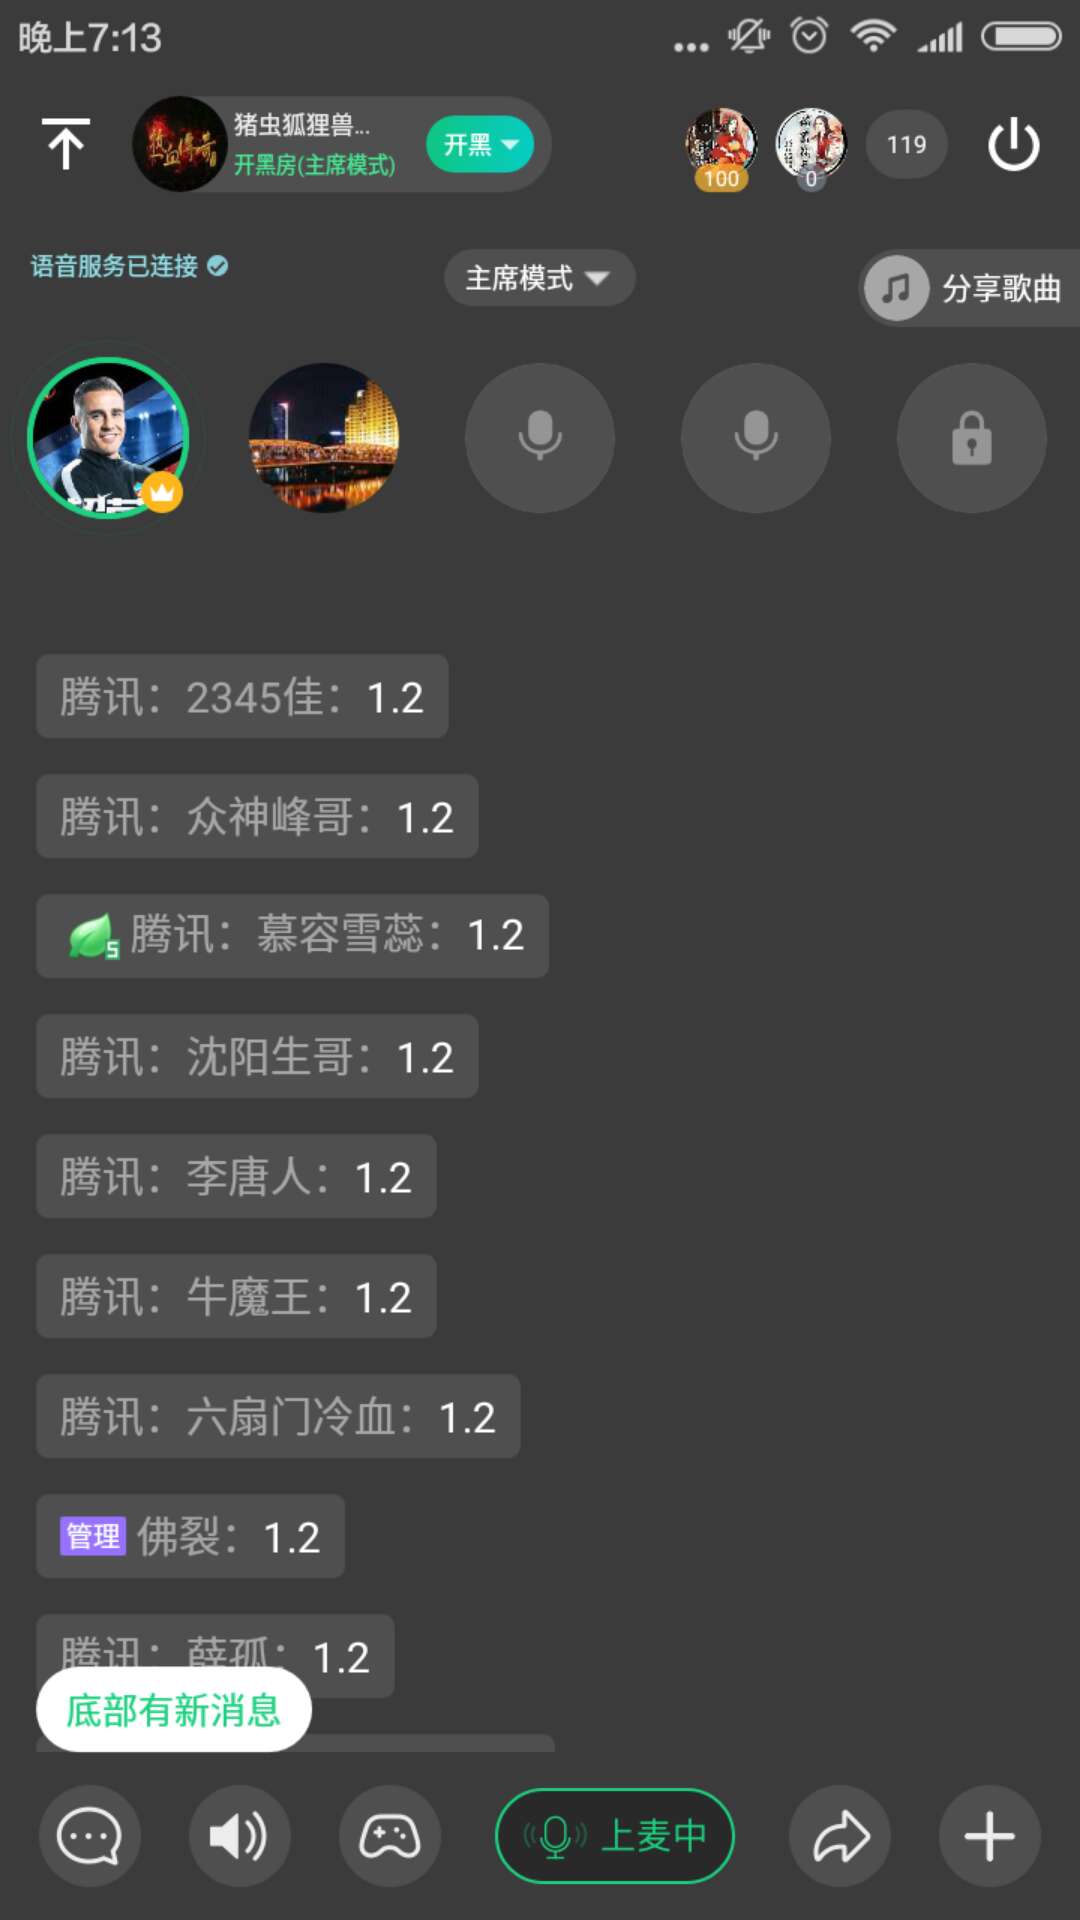 晚上7:13
猪虫狐狸兽...
开黑房(主席模式)
开黑
100
0
119
语音服务已连接
主席模式
分享歌曲
腾讯：2345佳：1.2
腾讯：众神峰哥：1.2
5 腾讯：慕容雪蕊：1.2
腾讯：沈阳生哥：1.2
腾讯：李唐人：1.2
腾讯：牛魔王：1.2
腾讯：六扇门冷血：1.2
管理 佛裂：1.2
腾讯：薛孤：1.2
底部有新消息
上麦中